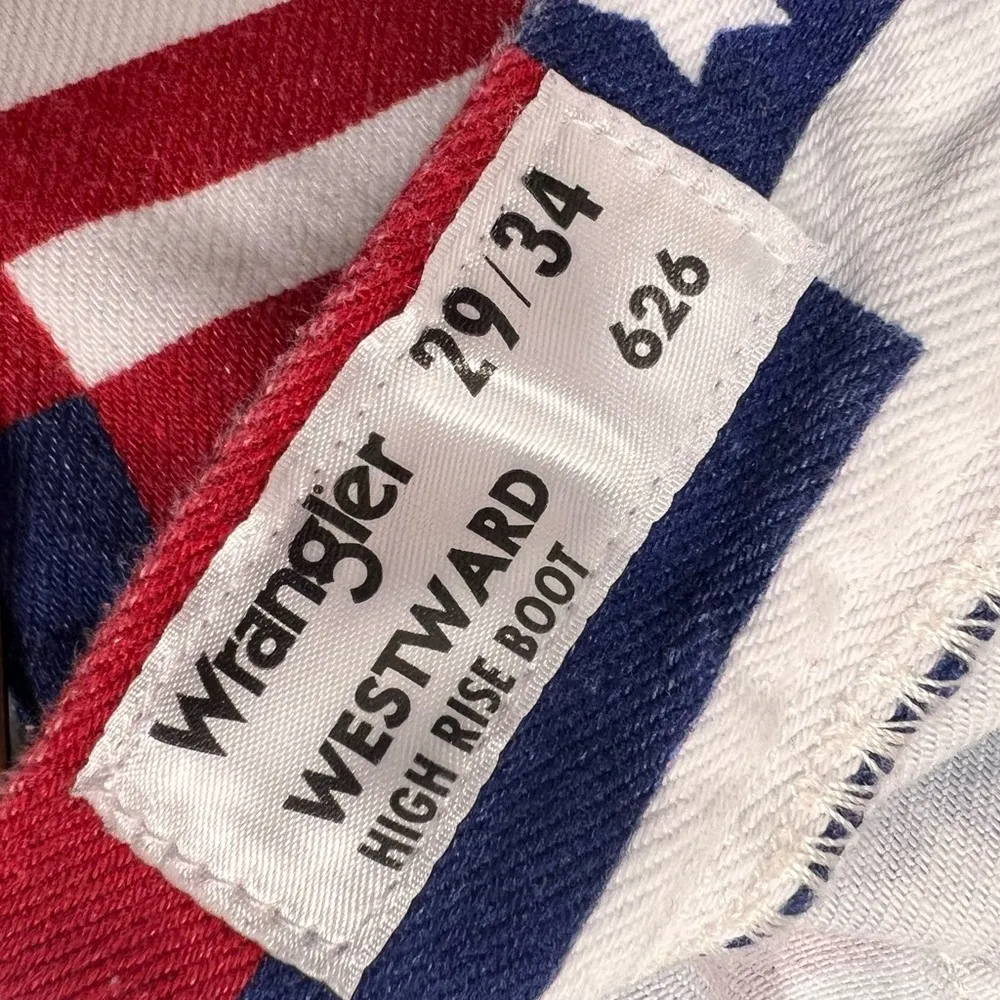 Wrangler 29/34
WESTWARD 626
HIGH RISE BOOT